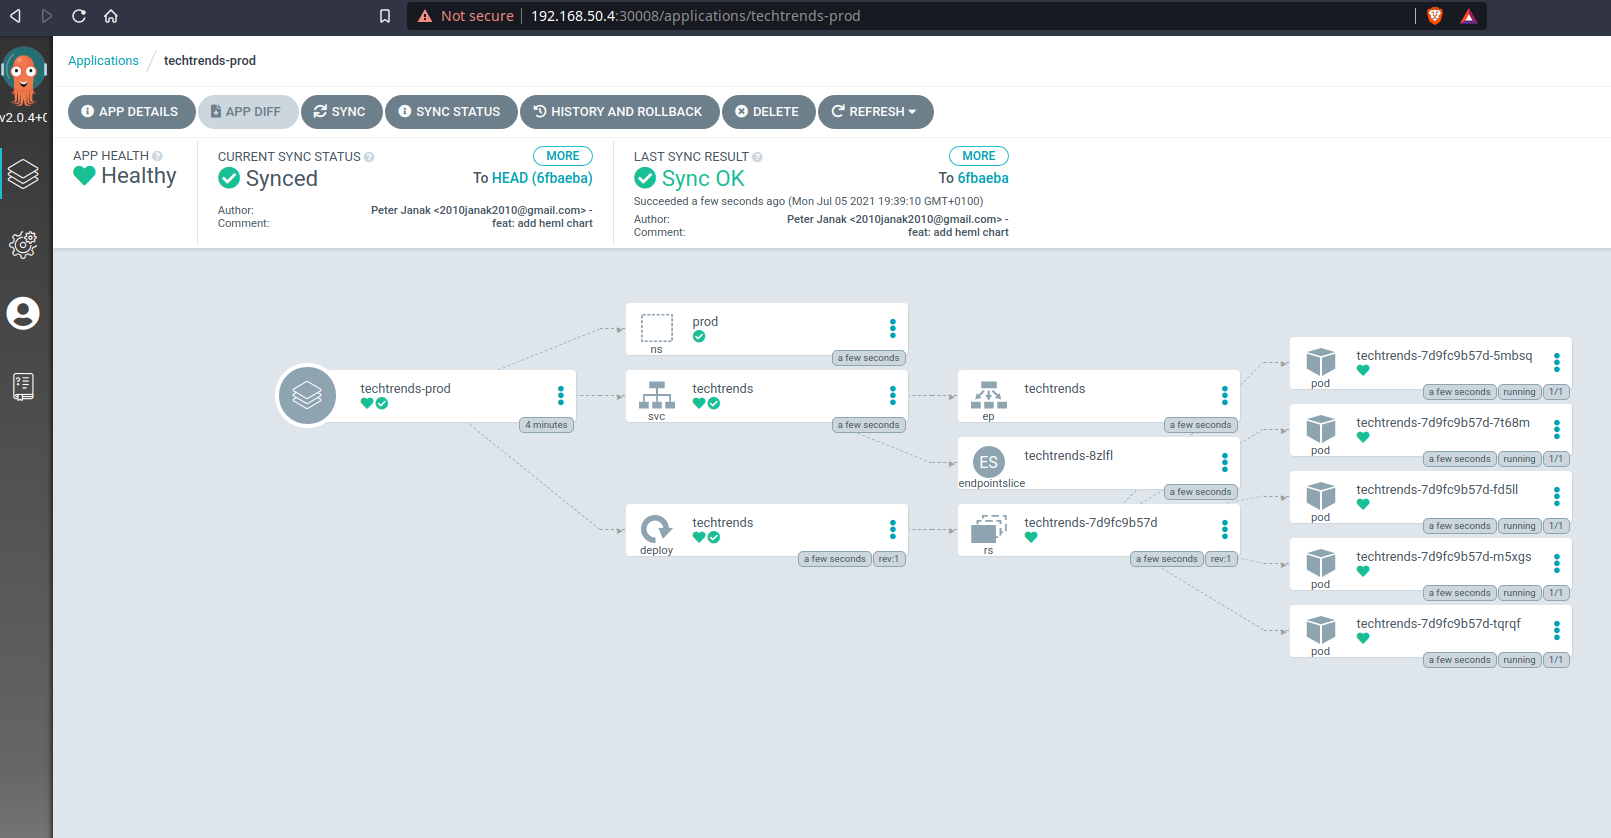 Not secure 192.168.50.4:30008/applications/techtrends-prod
v2.0.4+0
Applications / techtrends-prod
APP DETAILS APP DIFF SYNC SYNC STATUS HISTORY AND ROLLBACK DELETE REFRESH
APP HEALTH
Healthy
CURRENT SYNC STATUS MORE
Synced To HEAD (6fbaeba)
Author: Peter Janak <2010janak2010@gmail.com> -
Comment: feat: add heml chart
LAST SYNC RESULT MORE
Sync OK To 6fbaeba
Succeeded a few seconds ago (Mon Jul 05 2021 19:39:10 GMT+0100)
Author: Peter Janak <2010janak2010@gmail.com> -
Comment: feat: add heml chart
techtrends-prod
4 minutes
prod
ns
a few seconds
techtrends
svc
a few seconds
techtrends
deploy
a few seconds rev:1
techtrends
ep
a few seconds
ES techtrends-8zlfl
endpointslice
a few seconds
techtrends-7d9fc9b57d
rs
a few seconds rev:1
techtrends-7d9fc9b57d-5mbsq
pod
a few seconds running 1/1
techtrends-7d9fc9b57d-7t68m
pod
a few seconds running 1/1
techtrends-7d9fc9b57d-fd5ll
pod
a few seconds running 1/1
techtrends-7d9fc9b57d-m5xgs
pod
a few seconds running 1/1
techtrends-7d9fc9b57d-tqrqf
pod
a few seconds running 1/1